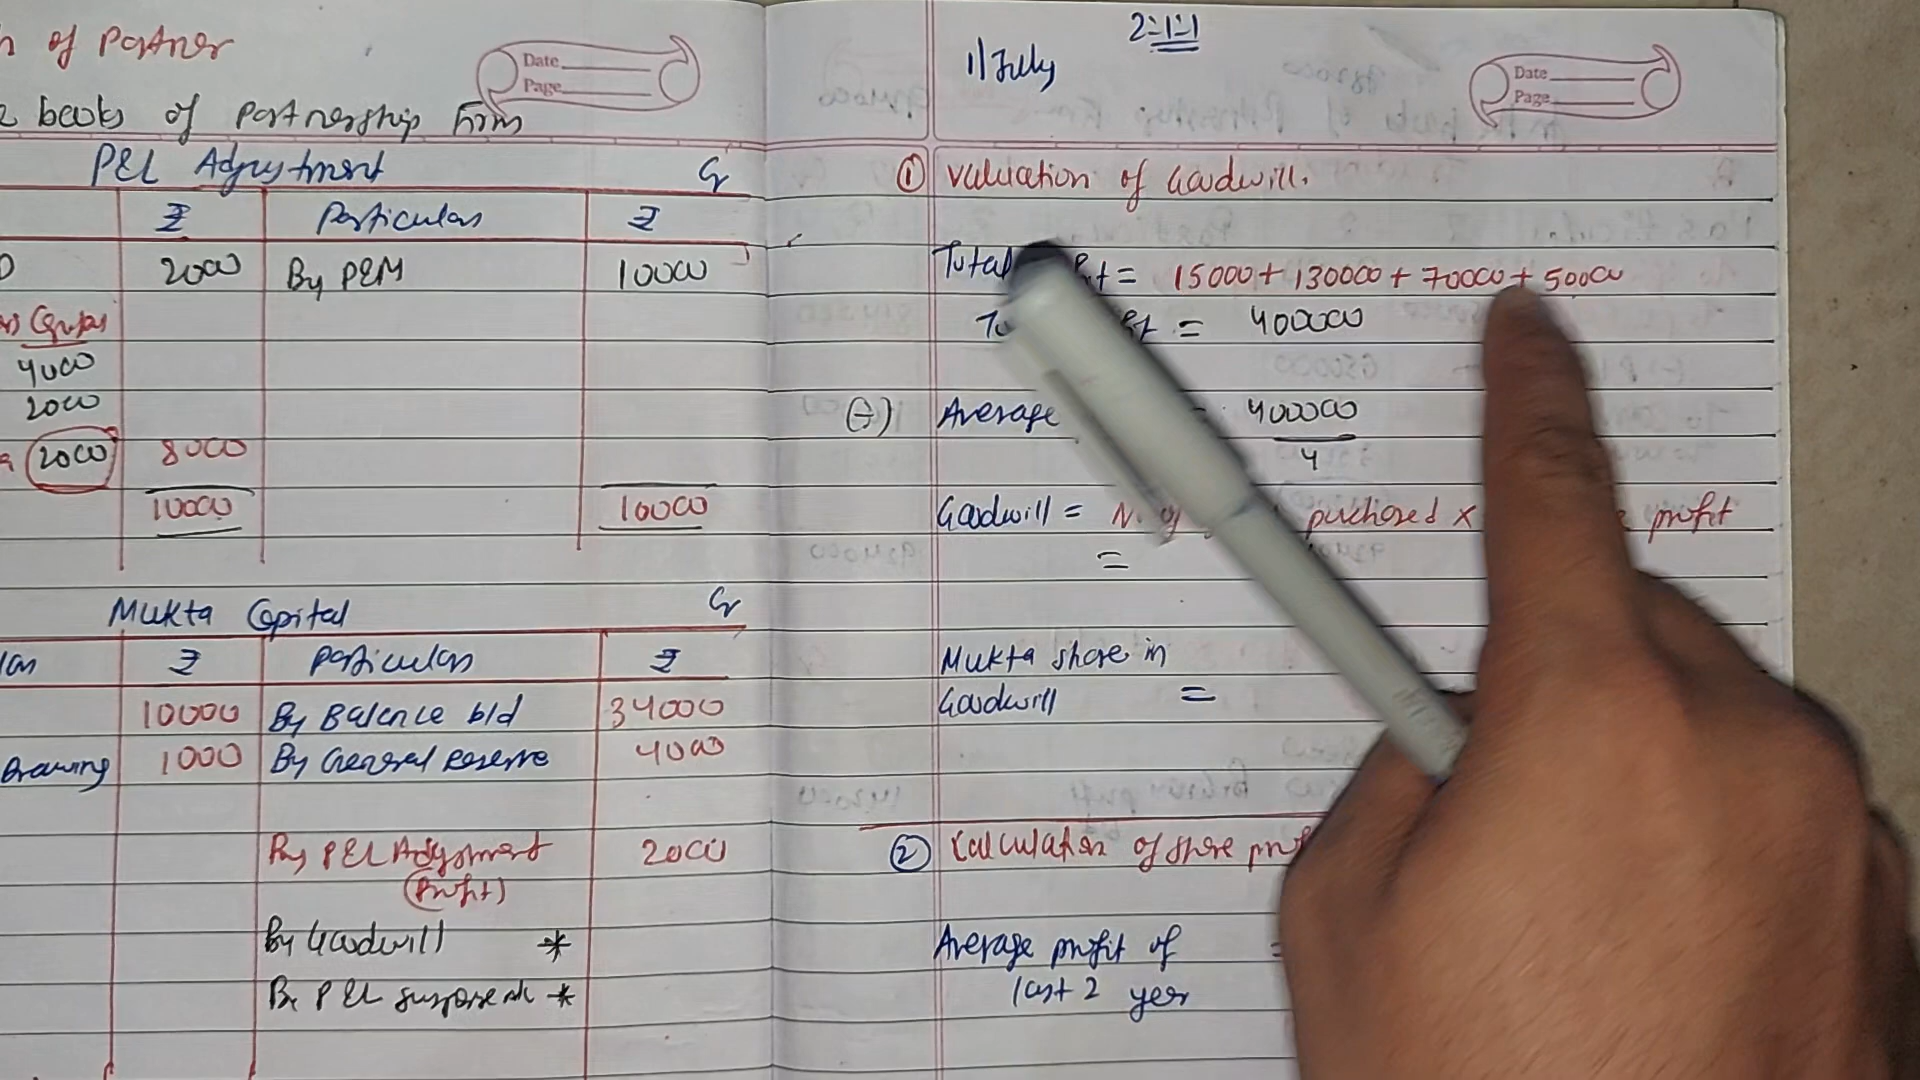 of Partner
Date
Page
books of Partnership Firm
P&L Adjustment Cr
₹ Particulars ₹
2000 By P&M 10000
4000
2000
2000 8000
10000 10000
Mukta Capital Cr
₹ Particulars ₹
10000 By Balance b/d 34000
Drawing 1000 By General Reserve 4000
By P&L Adjustment 2000
(Profit)
By Goodwill *
By P&L suspense *
2:1:1
1 July
Date
Page
① Valuation of Goodwill.
Total = 15000 + 130000 + 70000 + 50000
= 400000
(÷) Average = 400000
4
Goodwill = N. of purchased × profit
=
Mukta share in
Goodwill =
② Calculation of share
Average profit of =
last 2 year